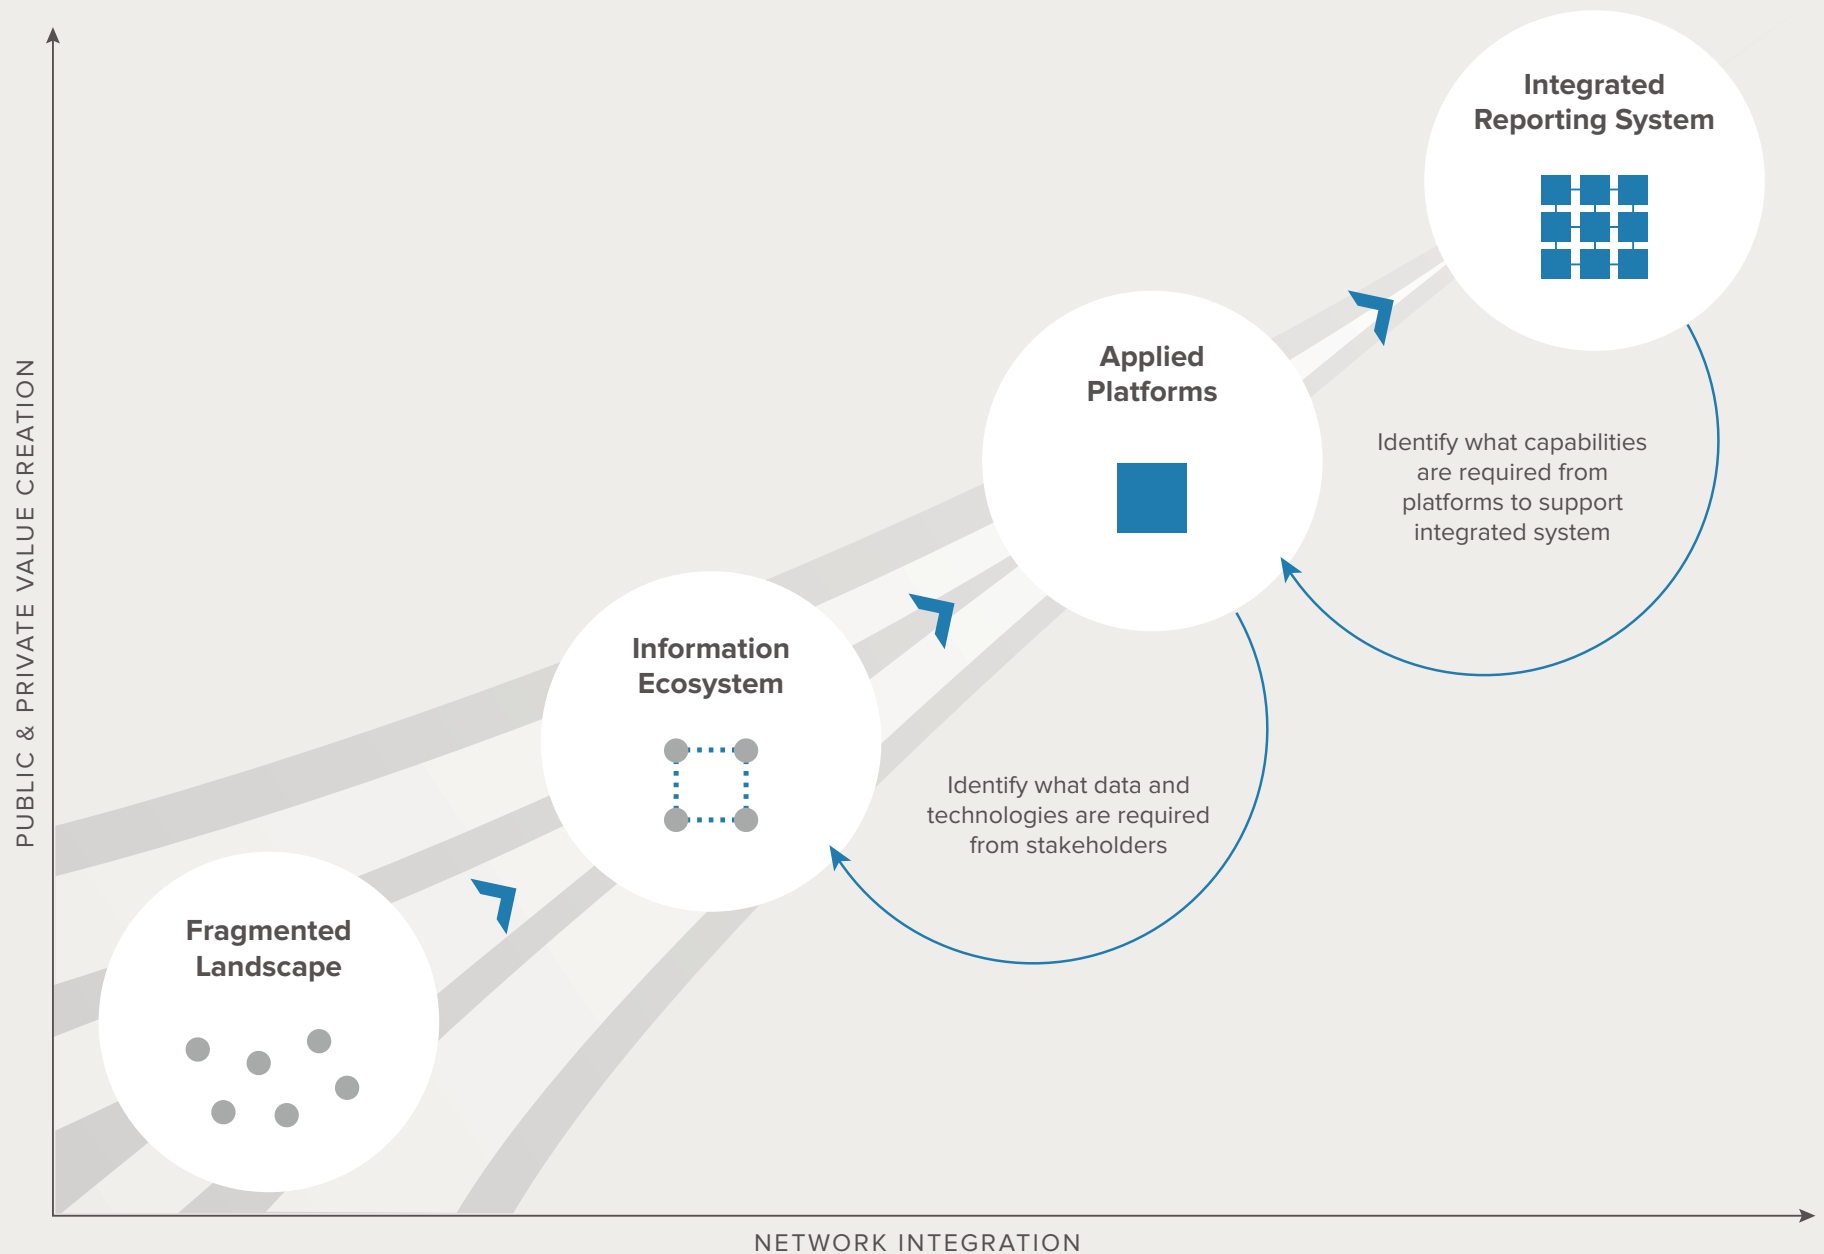 Integrated
Reporting System
Applied
Platforms
Identify what capabilities
are required from
platforms to support
integrated system
Information
Ecosystem
Identify what data and
technologies are required
from stakeholders
Fragmented
Landscape
PUBLIC & PRIVATE VALUE CREATION
NETWORK INTEGRATION